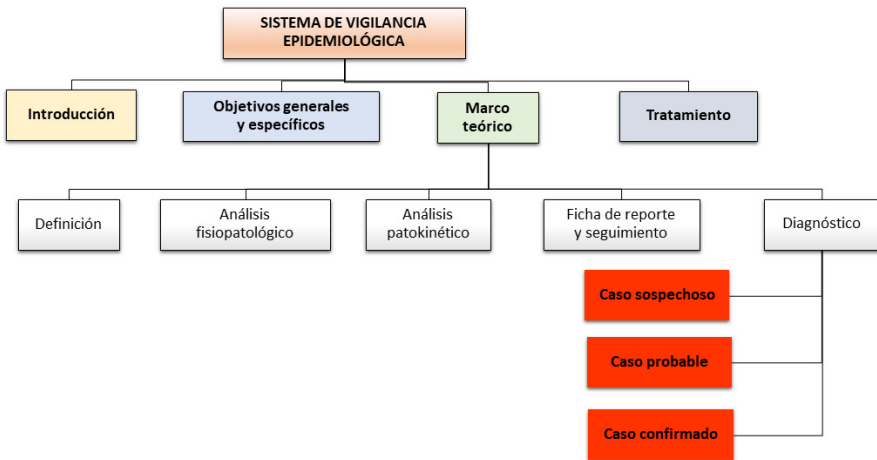 SISTEMA DE VIGILANCIA
EPIDEMIOLÓGICA
Introducción
Objetivos generales
y específicos
Marco
teórico
Tratamiento
Definición
Análisis
fisiopatológico
Análisis
patokinético
Ficha de reporte
y seguimiento
Diagnóstico
Caso sospechoso
Caso probable
Caso confirmado